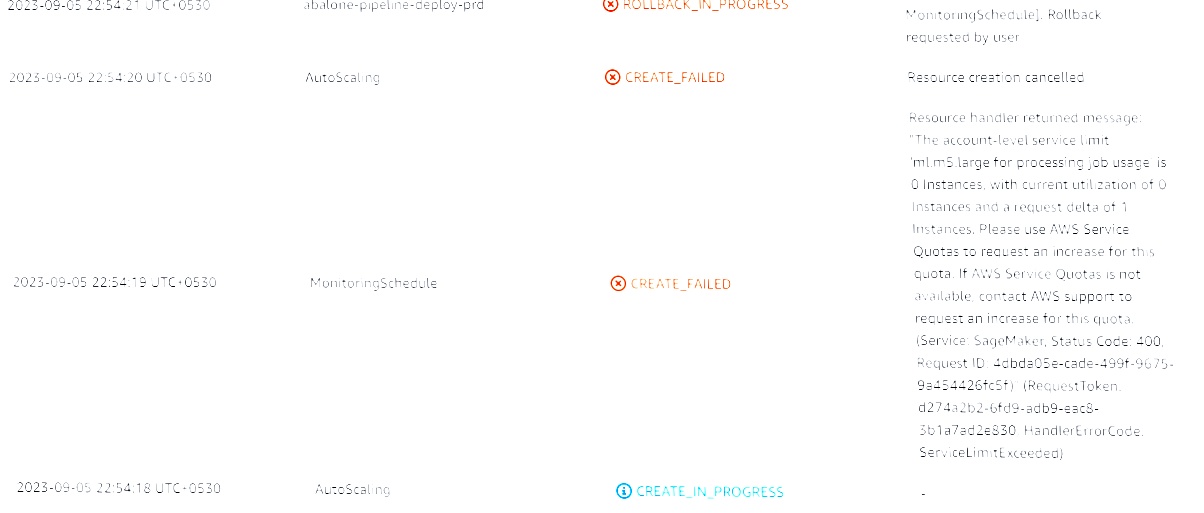 2023-09-05 22:54:21 UTC+0530 abalone-pipeline-deploy-prd ROLLBACK_IN_PROGRESS
MonitoringSchedule]. Rollback
requested by user
2023-09-05 22:54:20 UTC+0530 AutoScaling CREATE_FAILED Resource creation cancelled
Resource handler returned message:
"The account-level service limit
'ml.m5.large for processing job usage' is
0 Instances, with current utilization of 0
Instances and a request delta of 1
Instances. Please use AWS Service
Quotas to request an increase for this
quota. If AWS Service Quotas is not
2023-09-05 22:54:19 UTC+0530 MonitoringSchedule CREATE_FAILED
available, contact AWS support to
request an increase for this quota.
(Service: SageMaker, Status Code: 400,
Request ID: 4dbda05e-cade-499f-9675-
9a454426fc5f)" (RequestToken:
d274a2b2-6fd9-adb9-eac8-
3b1a7ad2e830, HandlerErrorCode:
ServiceLimitExceeded)
2023-09-05 22:54:18 UTC+0530 AutoScaling CREATE_IN_PROGRESS -